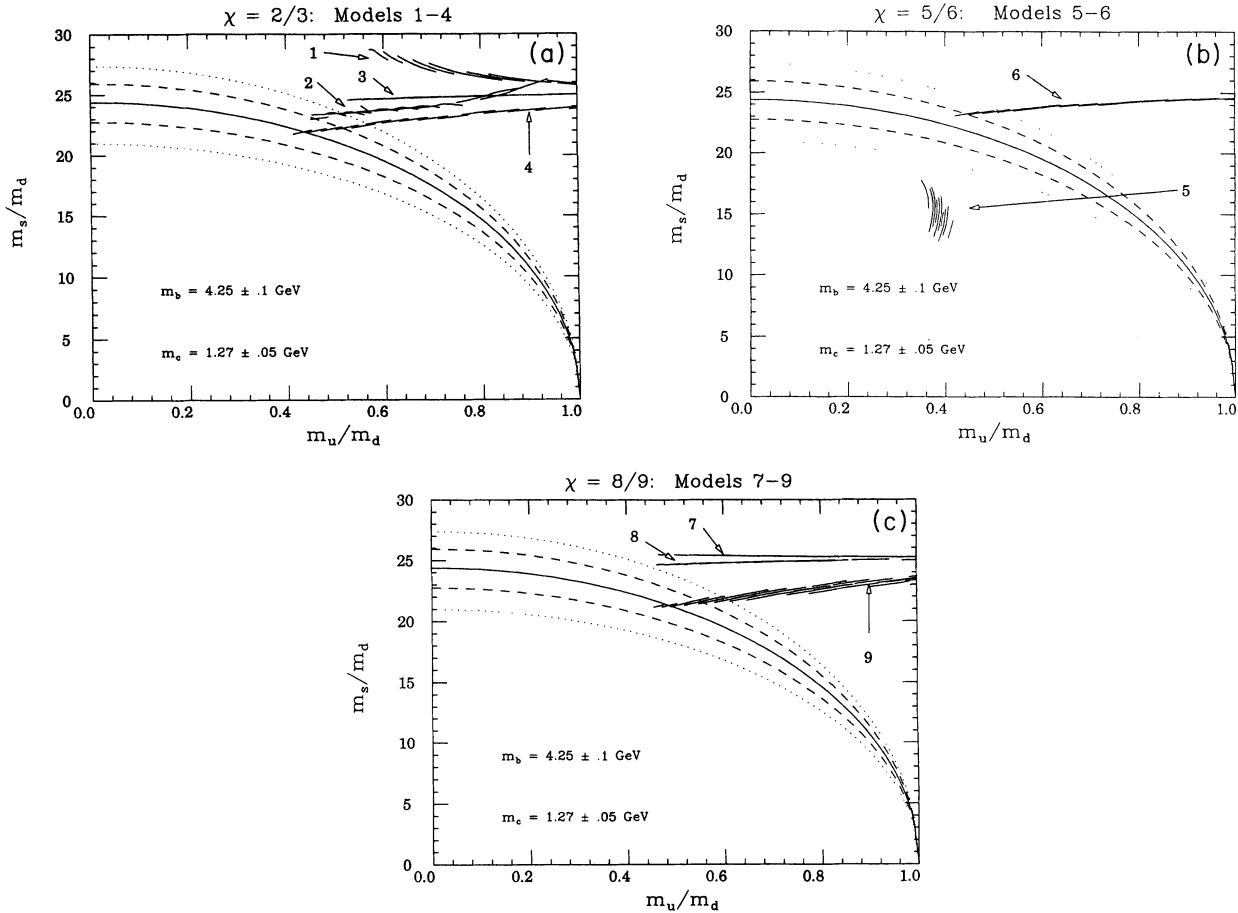 χ = 2/3: Models 1-4
(a)
30
25
20
15
10
5
0
m_s/m_d
1
2
3
4
m_b = 4.25 ± .1 GeV
m_c = 1.27 ± .05 GeV
0.0 0.2 0.4 0.6 0.8 1.0
m_u/m_d
χ = 5/6: Models 5-6
(b)
30
25
20
15
10
5
0
m_s/m_d
6
5
m_b = 4.25 ± .1 GeV
m_c = 1.27 ± .05 GeV
0.0 0.2 0.4 0.6 0.8 1.0
m_u/m_d
χ = 8/9: Models 7-9
(c)
30
25
20
15
10
5
0
m_s/m_d
7
8
9
m_b = 4.25 ± .1 GeV
m_c = 1.27 ± .05 GeV
0.0 0.2 0.4 0.6 0.8 1.0
m_u/m_d